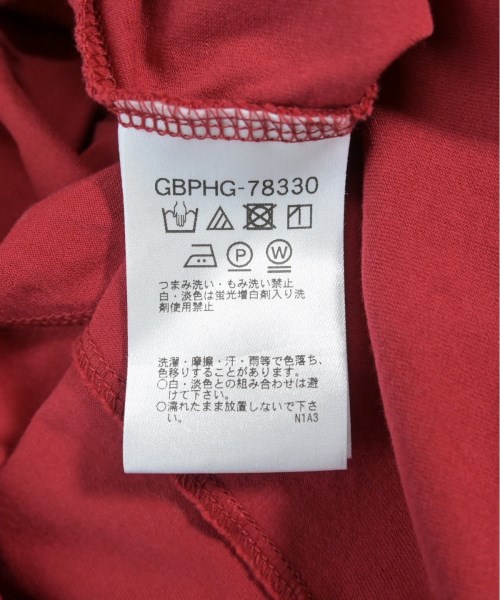 GBPHG-78330
P
W
つまみ洗い・もみ洗い禁止
白・淡色は蛍光増白剤入り洗
剤使用禁止
洗濯・摩擦・汗・雨等で色落ち、
色移りすることがあります。
○白・淡色との組み合わせは避
けて下さい。
○濡れたまま放置しないで下さ
い。
N1A3